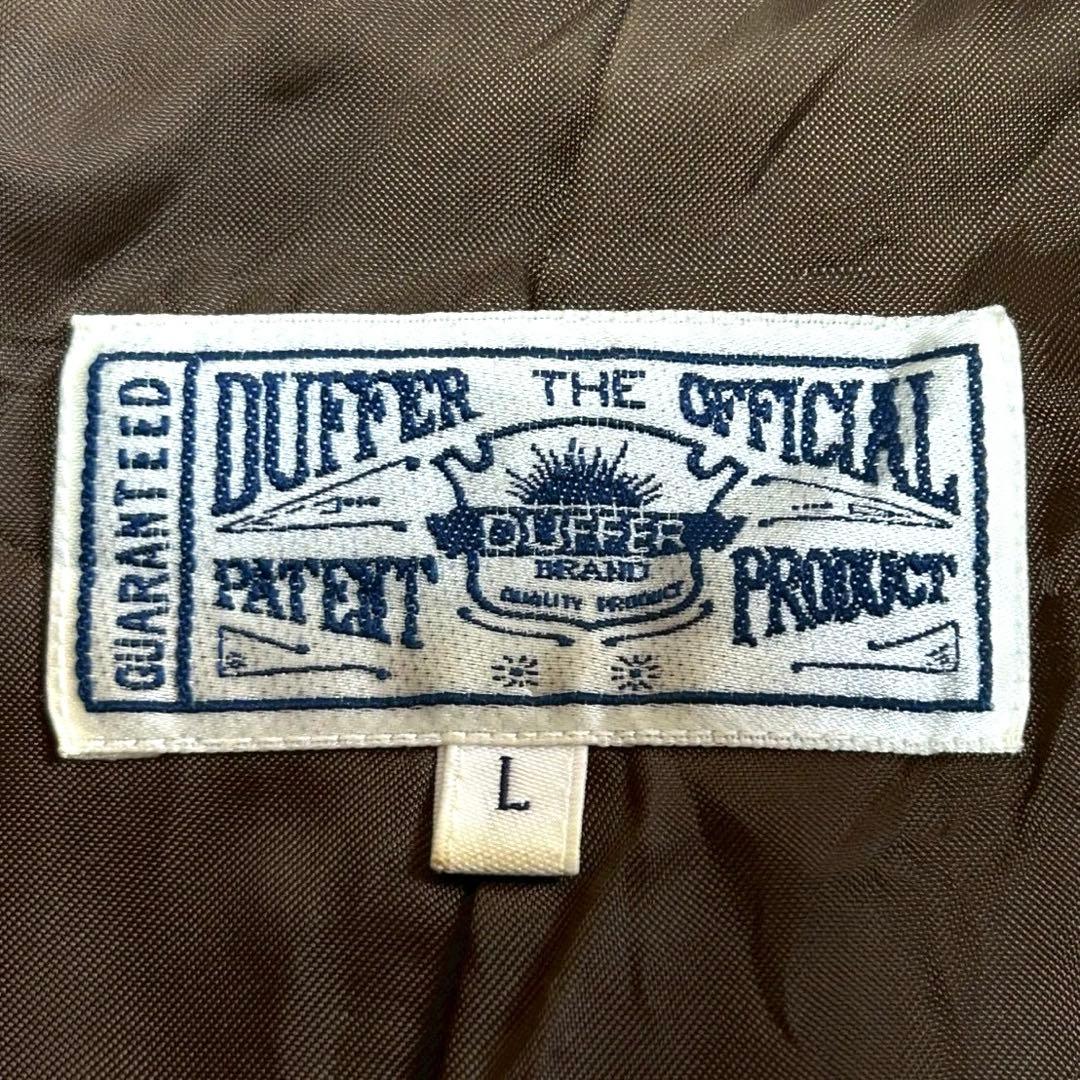 GUARANTEED
DUFFER THE OFFICIAL
DUFFER
BRAND
QUALITY PRODUCT
PATENT PRODUCT
L